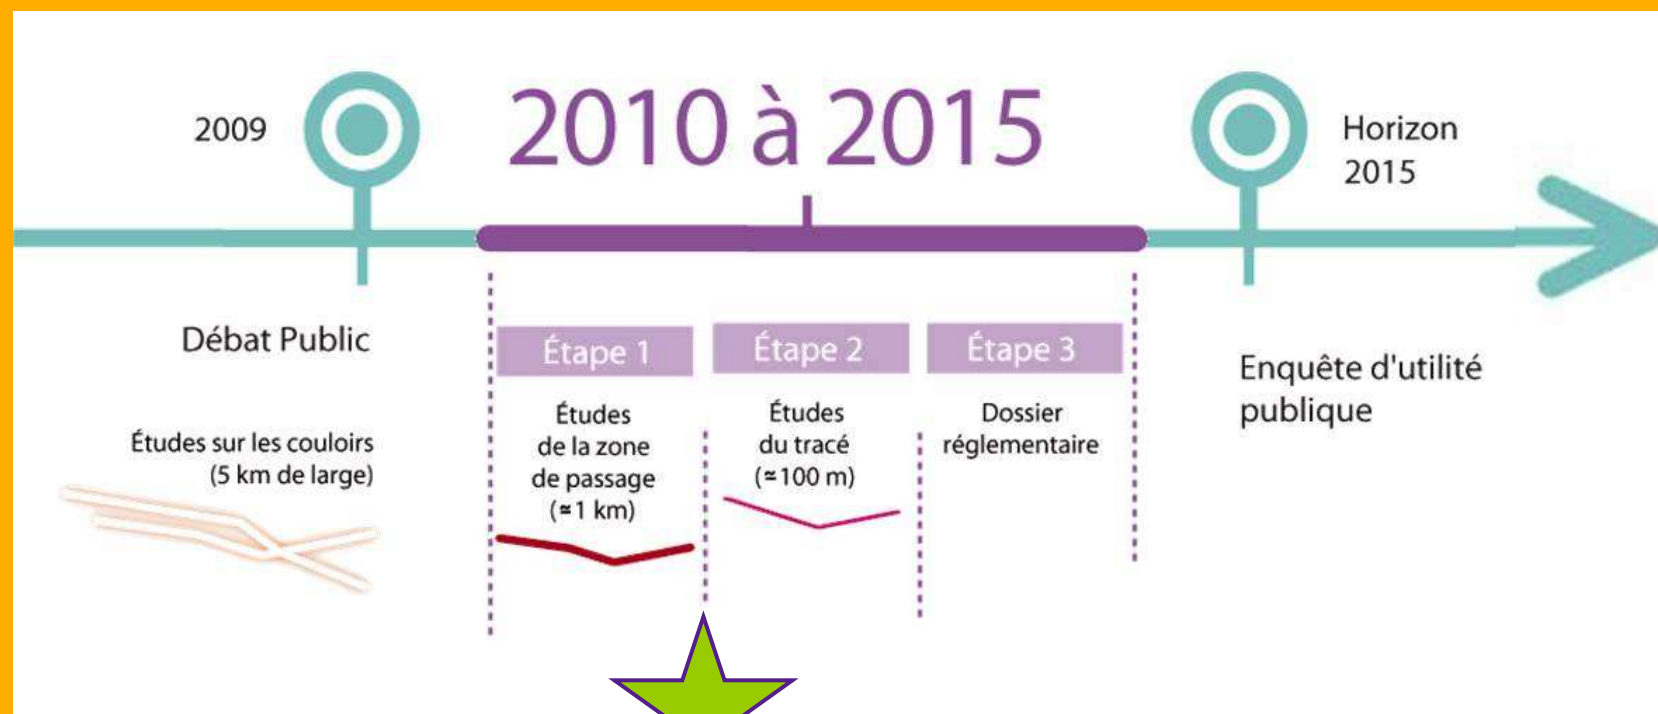 2009
2010 à 2015
Horizon
2015
Débat Public
Études sur les couloirs
(5 km de large)
Étape 1
Études
de la zone
de passage
(≈1 km)
Étape 2
Études
du tracé
(≈100 m)
Étape 3
Dossier
réglementaire
Enquête d'utilité
publique